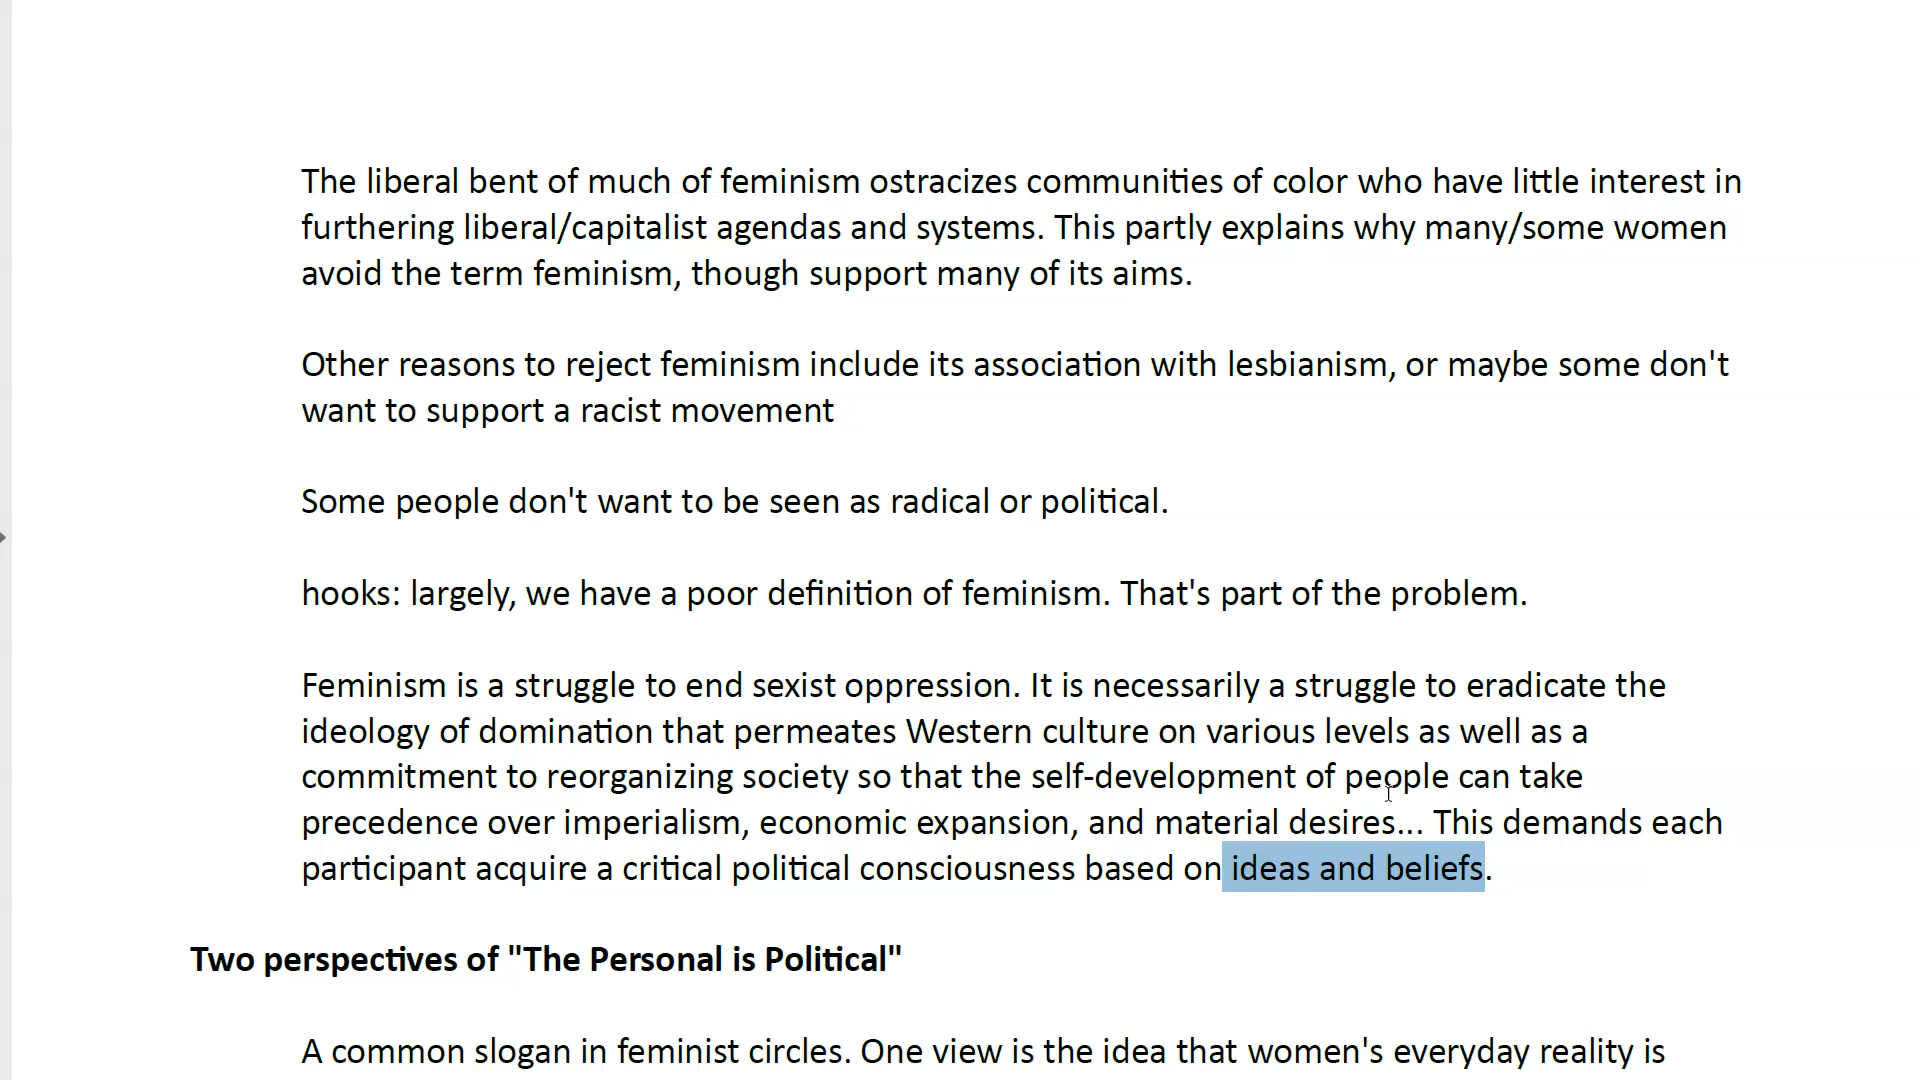 The liberal bent of much of feminism ostracizes communities of color who have little interest in
furthering liberal/capitalist agendas and systems. This partly explains why many/some women
avoid the term feminism, though support many of its aims.
Other reasons to reject feminism include its association with lesbianism, or maybe some don't
want to support a racist movement
Some people don't want to be seen as radical or political.
hooks: largely, we have a poor definition of feminism. That's part of the problem.
Feminism is a struggle to end sexist oppression. It is necessarily a struggle to eradicate the
ideology of domination that permeates Western culture on various levels as well as a
commitment to reorganizing society so that the self-development of people can take
precedence over imperialism, economic expansion, and material desires... This demands each
participant acquire a critical political consciousness based on ideas and beliefs.
Two perspectives of "The Personal is Political"
A common slogan in feminist circles. One view is the idea that women's everyday reality is